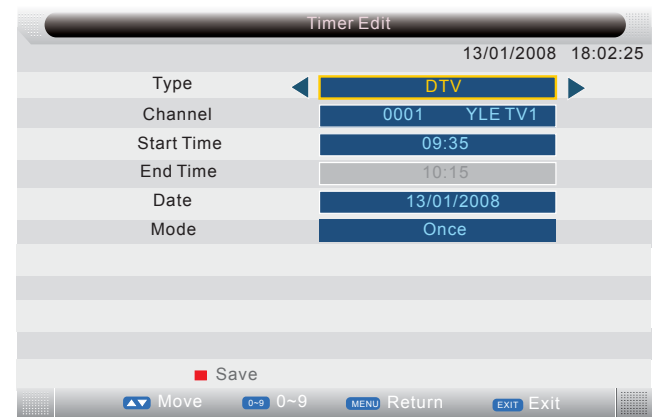 Timer Edit
13/01/2008 18:02:25
Type DTV
Channel 0001 YLE TV1
Start Time 09:35
End Time 10:15
Date 13/01/2008
Mode Once
Save
Move 0~9 0~9 MENU Return EXIT Exit